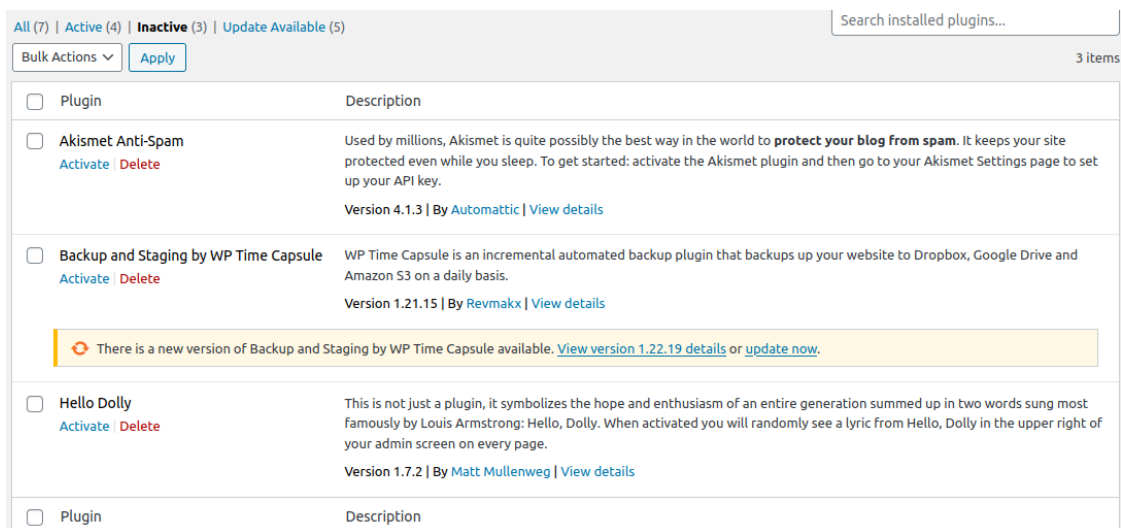 All (7) | Active (4) | Inactive (3) | Update Available (5)
Search installed plugins...
Bulk Actions
Apply
3 items
Plugin Description
Akismet Anti-Spam
Activate | Delete
Used by millions, Akismet is quite possibly the best way in the world to protect your blog from spam. It keeps your site
protected even while you sleep. To get started: activate the Akismet plugin and then go to your Akismet Settings page to set
up your API key.
Version 4.1.3 | By Automattic | View details
Backup and Staging by WP Time Capsule
Activate | Delete
WP Time Capsule is an incremental automated backup plugin that backups up your website to Dropbox, Google Drive and
Amazon S3 on a daily basis.
Version 1.21.15 | By Revmakx | View details
There is a new version of Backup and Staging by WP Time Capsule available. View version 1.22.19 details or update now.
Hello Dolly
Activate | Delete
This is not just a plugin, it symbolizes the hope and enthusiasm of an entire generation summed up in two words sung most
famously by Louis Armstrong: Hello, Dolly. When activated you will randomly see a lyric from Hello, Dolly in the upper right of
your admin screen on every page.
Version 1.7.2 | By Matt Mullenweg | View details
Plugin Description